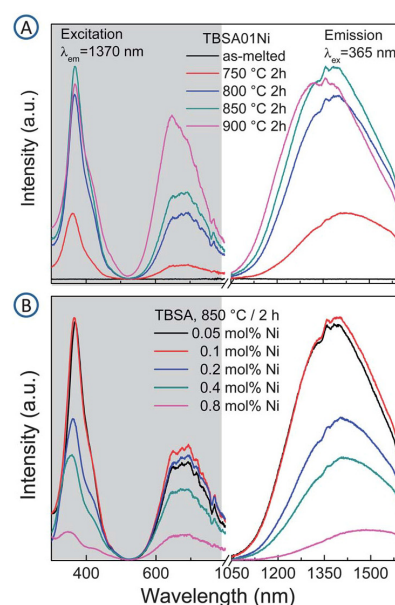 A
Excitation
λem=1370 nm
TBSA01Ni
as-melted
750 °C 2h
800 °C 2h
850 °C 2h
900 °C 2h
Emission
λex=365 nm
Intensity (a.u.)
B
TBSA, 850 °C / 2 h
0.05 mol% Ni
0.1 mol% Ni
0.2 mol% Ni
0.4 mol% Ni
0.8 mol% Ni
Intensity (a.u.)
400 600 1050 1350 1500
Wavelength (nm)